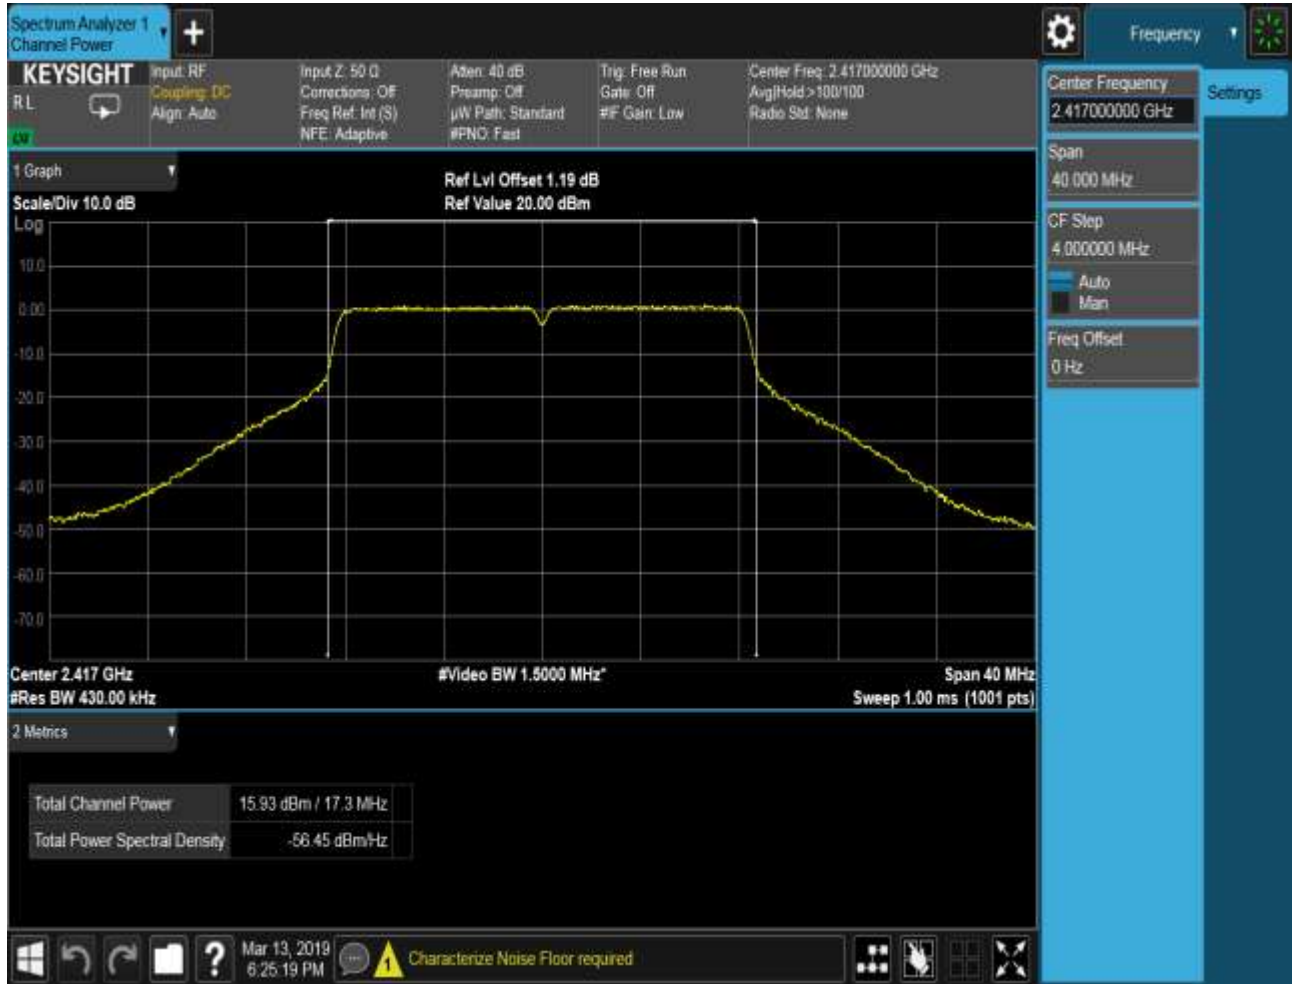 Spectrum Analyzer 1
Channel Power
+
Frequency
KEYSIGHT
RL
LXI
Input: RF
Coupling: DC
Align: Auto
Input Z: 50 Ω
Corrections: Off
Freq Ref: Int (S)
NFE: Adaptive
Atten: 40 dB
Preamp: Off
µW Path: Standard
#PNO: Fast
Trig: Free Run
Gate: Off
#IF Gain: Low
Center Freq: 2.417000000 GHz
Avg|Hold:>100/100
Radio Std: None
Center Frequency
2.417000000 GHz
Settings
Span
40.000 MHz
CF Step
4.000000 MHz
Auto
Man
Freq Offset
0 Hz
1 Graph
Scale/Div 10.0 dB
Ref Lvl Offset 1.19 dB
Ref Value 20.00 dBm
Log
10.0
0.00
-10.0
-20.0
-30.0
-40.0
-50.0
-60.0
-70.0
Center 2.417 GHz
#Video BW 1.5000 MHz*
Span 40 MHz
#Res BW 430.00 kHz
Sweep 1.00 ms (1001 pts)
2 Metrics
Total Channel Power 15.93 dBm / 17.3 MHz
Total Power Spectral Density -56.45 dBm/Hz
?
Mar 13, 2019
6:25:19 PM
1
Characterize Noise Floor required